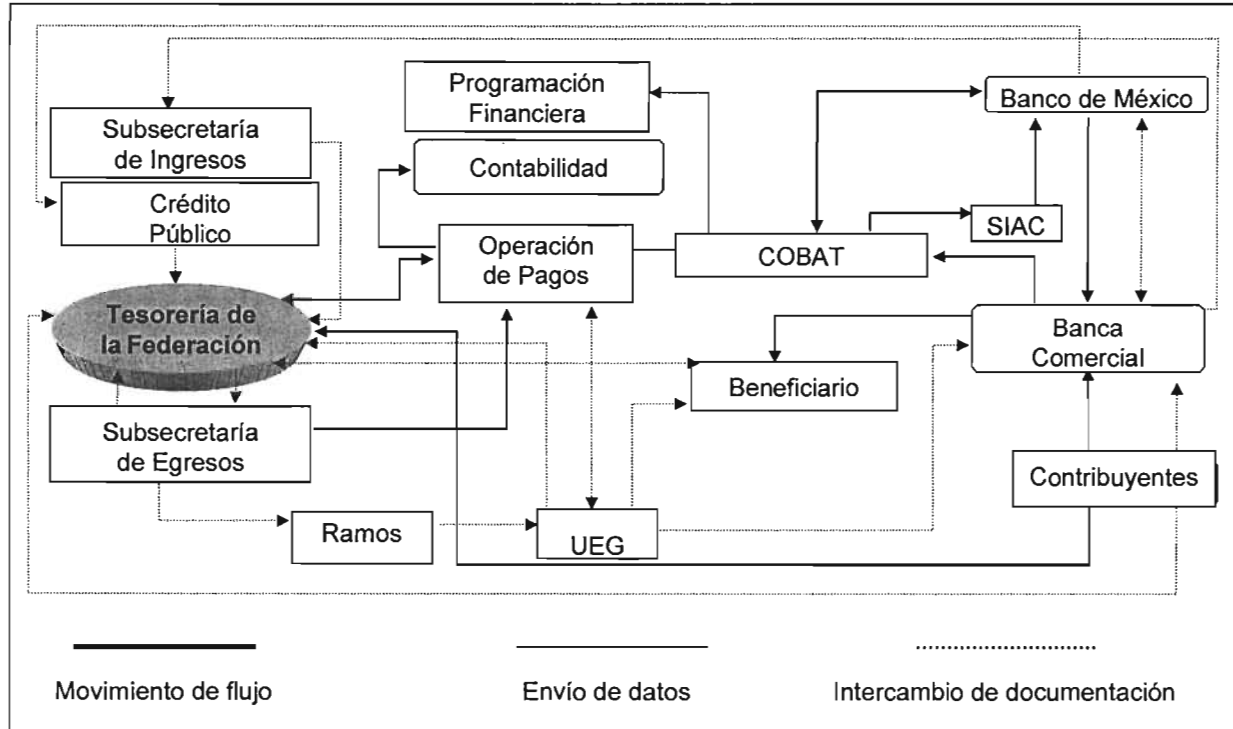 Programación
Financiera
Banco de México
Subsecretaría
de Ingresos
Contabilidad
Crédito
Público
Operación
de Pagos
SIAC
COBAT
Tesorería de
la Federación
Banca
Comercial
Beneficiario
Subsecretaría
de Egresos
Contribuyentes
Ramos
UEG
Movimiento de flujo
Envío de datos
Intercambio de documentación